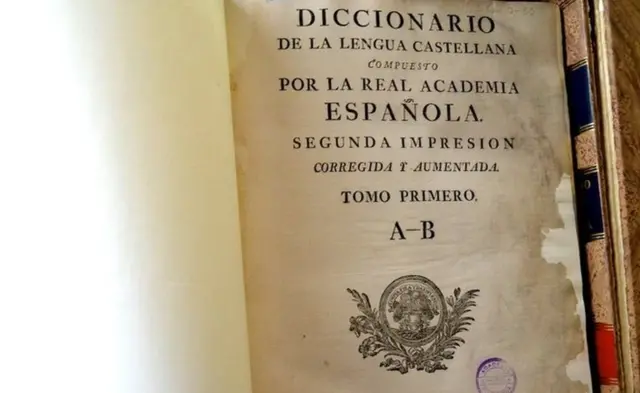 DICCIONARIO
DE LA LENGUA CASTELLANA
COMPUESTO
POR LA REAL ACADEMIA
ESPAÑOLA.
SEGUNDA IMPRESION
CORREGIDA Y AUMENTADA.
TOMO PRIMERO.
A–B